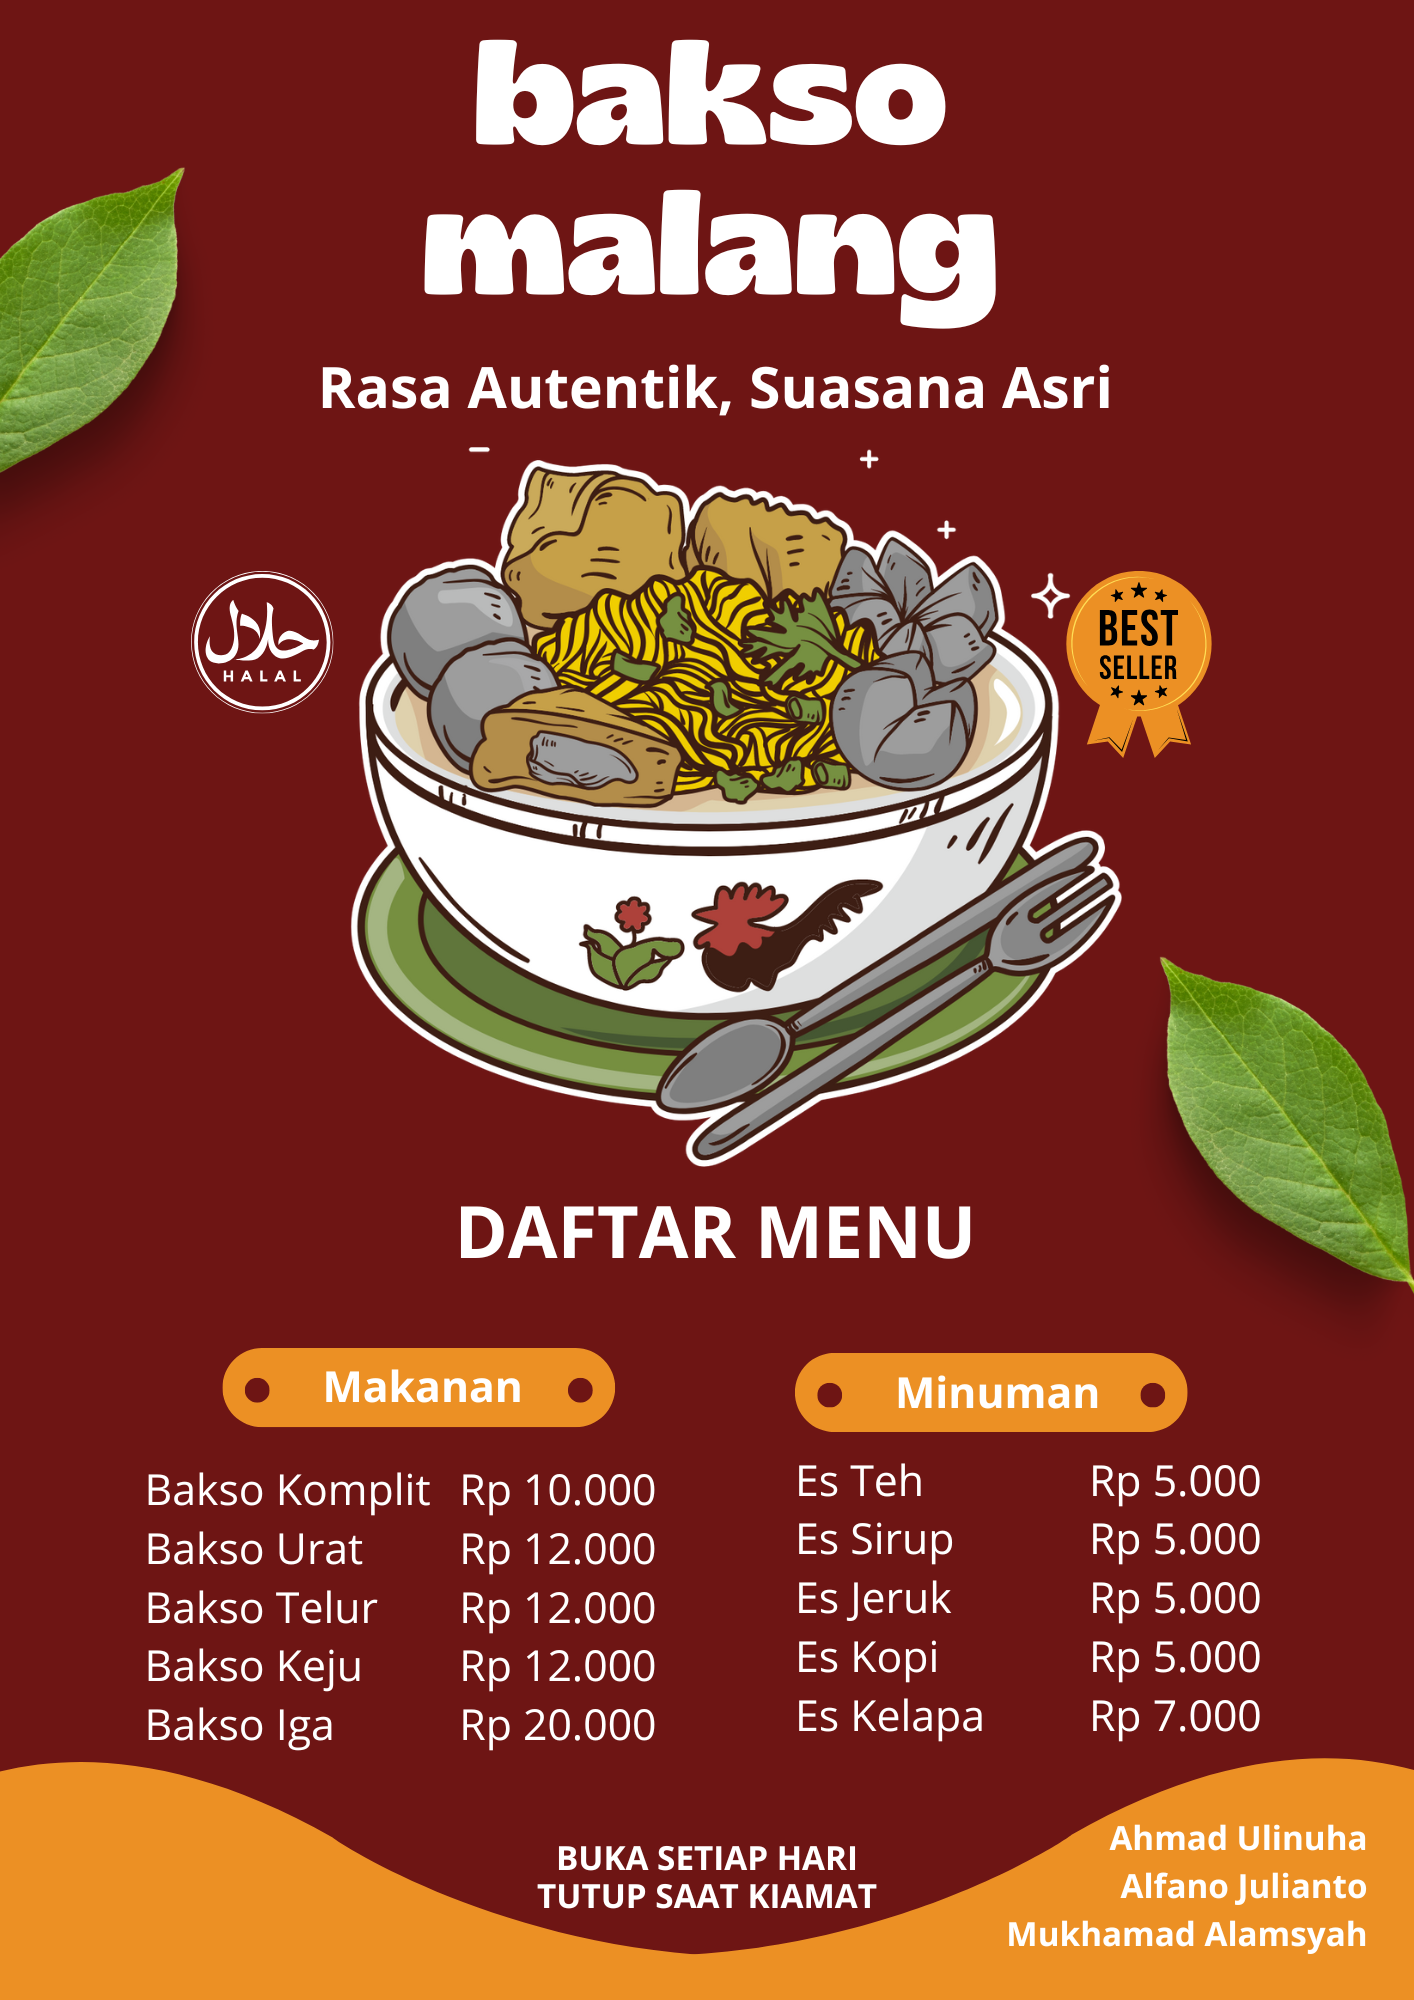 bakso
malang
Rasa Autentik, Suasana Asri
حلال
HALAL
BEST
SELLER
DAFTAR MENU
Makanan
Bakso Komplit Rp 10.000
Bakso Urat Rp 12.000
Bakso Telur Rp 12.000
Bakso Keju Rp 12.000
Bakso Iga Rp 20.000
Minuman
Es Teh Rp 5.000
Es Sirup Rp 5.000
Es Jeruk Rp 5.000
Es Kopi Rp 5.000
Es Kelapa Rp 7.000
BUKA SETIAP HARI
TUTUP SAAT KIAMAT
Ahmad Ulinuha
Alfano Julianto
Mukhamad Alamsyah